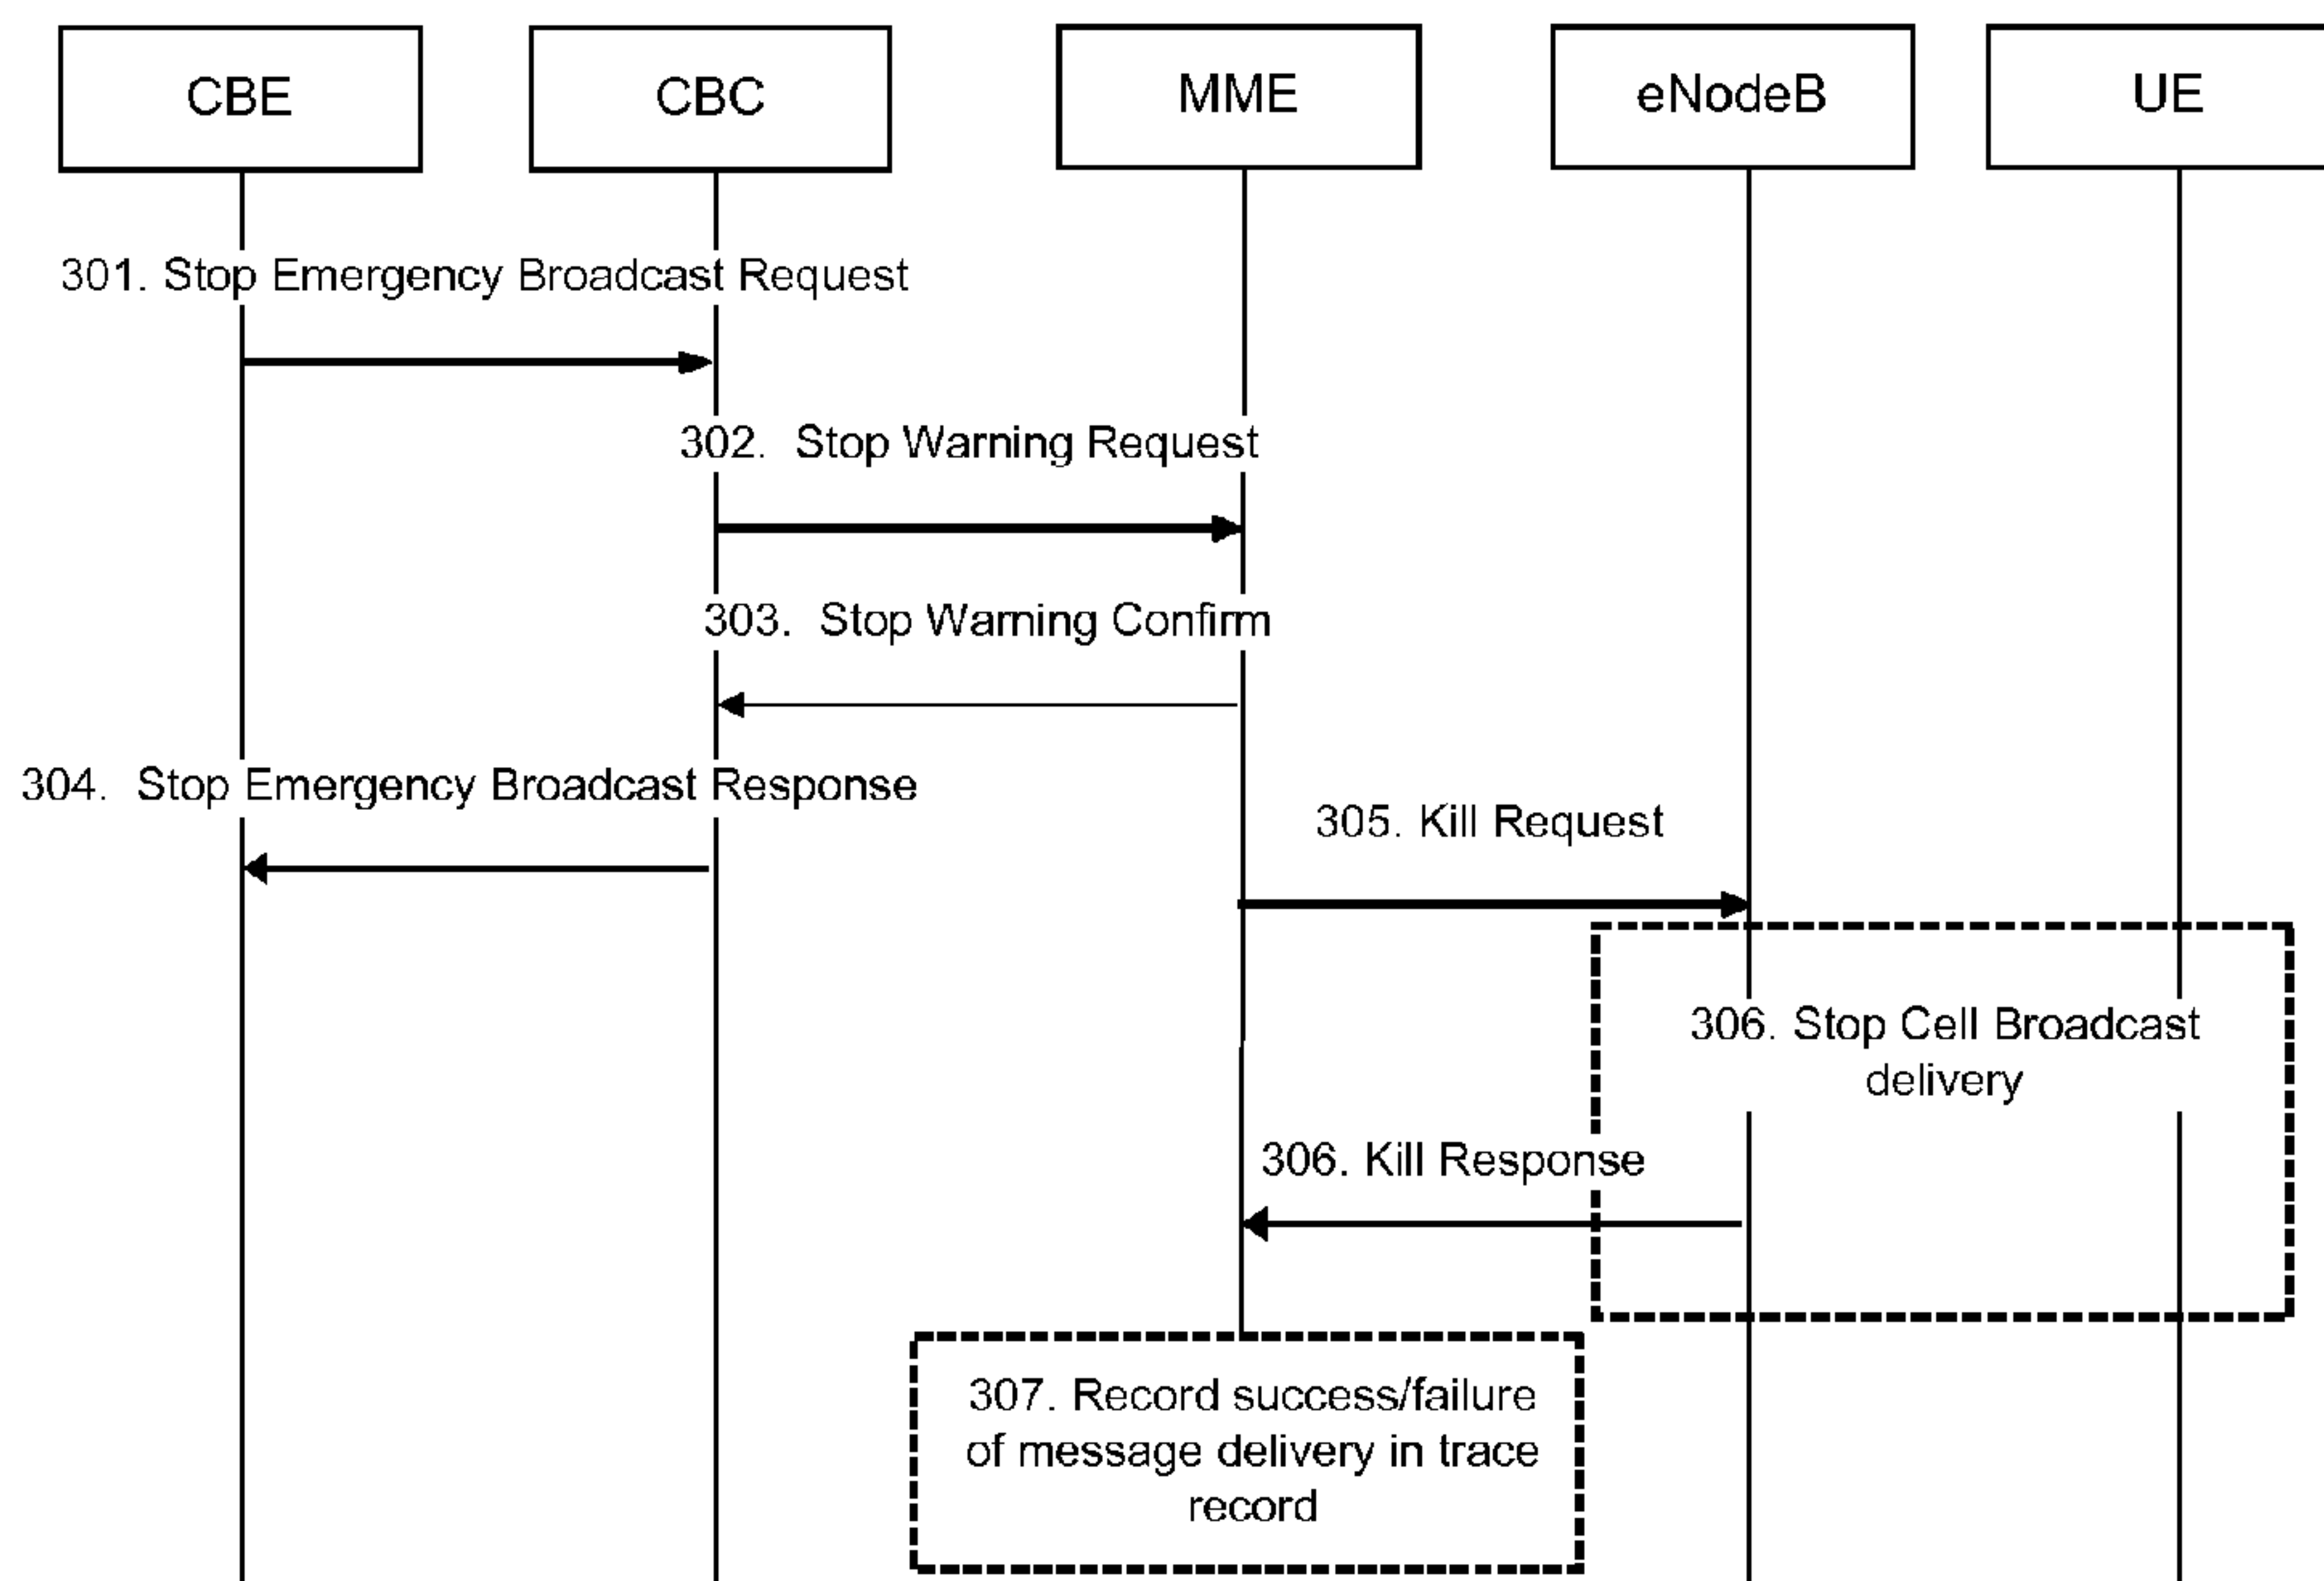 CBE
CBC
MME
eNodeB
UE
301. Stop Emergency Broadcast Request
302. Stop Warning Request
303. Stop Warning Confirm
304. Stop Emergency Broadcast Response
305. Kill Request
306. Stop Cell Broadcast
delivery
306. Kill Response
307. Record success/failure
of message delivery in trace
record